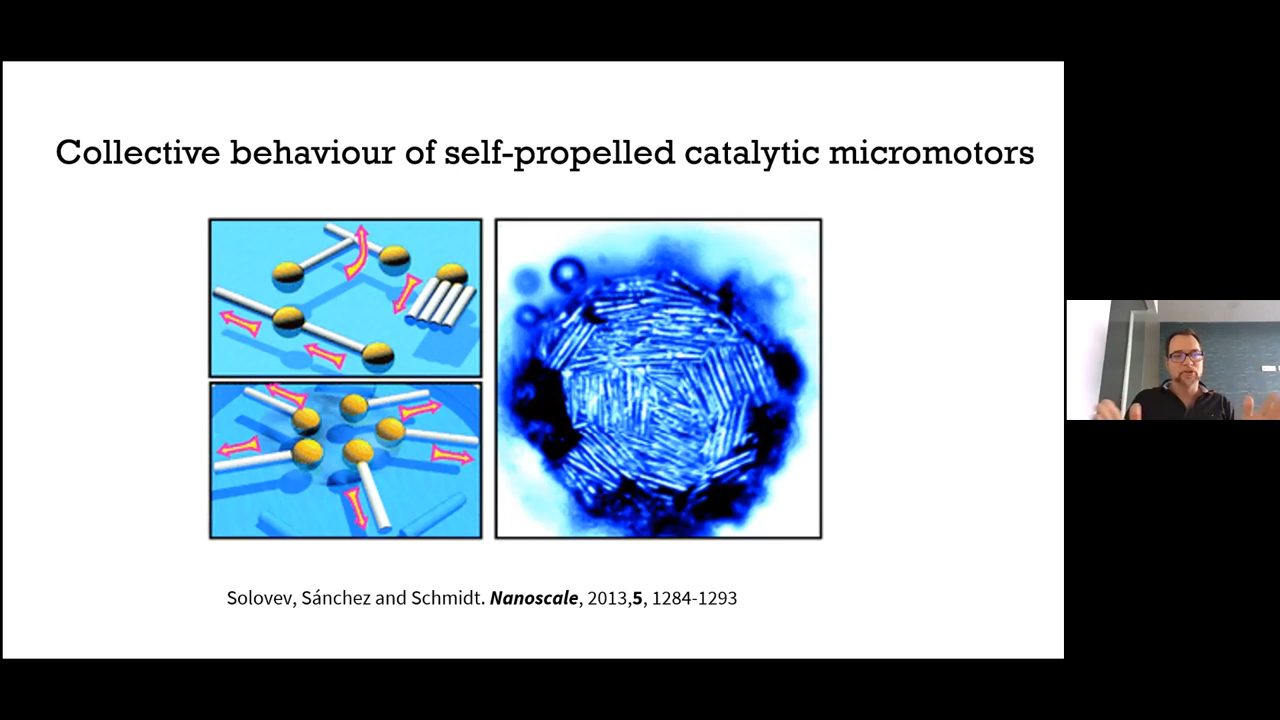 Collective behaviour of self-propelled catalytic micromotors
Solovev, Sánchez and Schmidt. Nanoscale, 2013,5, 1284-1293